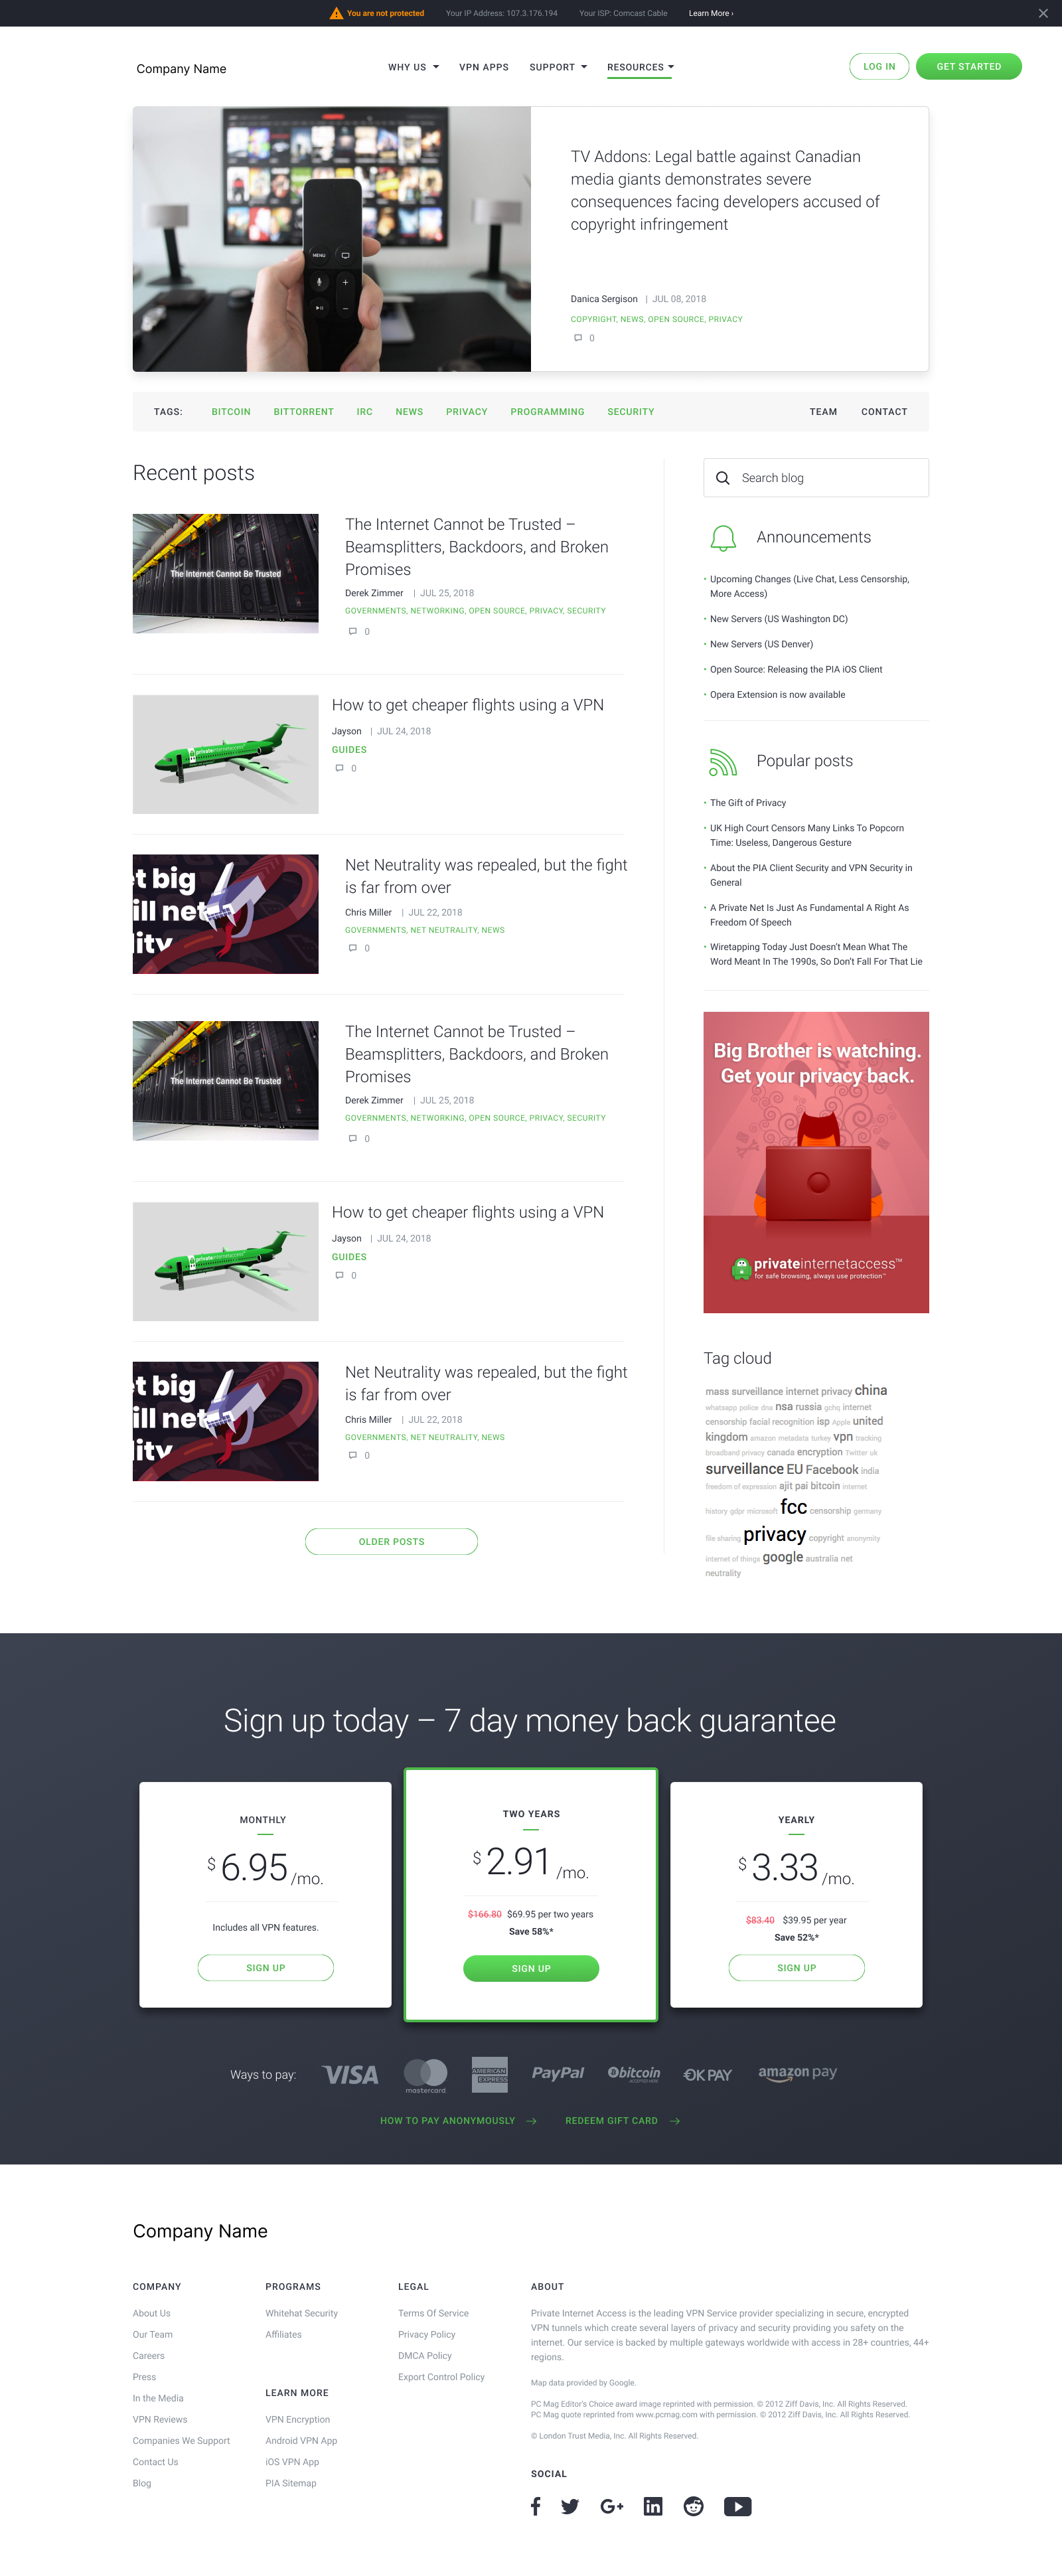 You are not protected Your IP Address: 107.3.176.194 Your ISP: Comcast Cable Learn More ›
Company Name
WHY US VPN APPS SUPPORT RESOURCES
LOG IN GET STARTED
MENU
TV Addons: Legal battle against Canadian
media giants demonstrates severe
consequences facing developers accused of
copyright infringement
Danica Sergison | JUL 08, 2018
COPYRIGHT, NEWS, OPEN SOURCE, PRIVACY
0
TAGS: BITCOIN BITTORRENT IRC NEWS PRIVACY PROGRAMMING SECURITY TEAM CONTACT
Recent posts
The Internet Cannot Be Trusted
The Internet Cannot be Trusted –
Beamsplitters, Backdoors, and Broken
Promises
Derek Zimmer | JUL 25, 2018
GOVERNMENTS, NETWORKING, OPEN SOURCE, PRIVACY, SECURITY
0
privateinternetaccess
How to get cheaper flights using a VPN
Jayson | JUL 24, 2018
GUIDES
0
t big
ill net
lity
Net Neutrality was repealed, but the fight
is far from over
Chris Miller | JUL 22, 2018
GOVERNMENTS, NET NEUTRALITY, NEWS
0
The Internet Cannot Be Trusted
The Internet Cannot be Trusted –
Beamsplitters, Backdoors, and Broken
Promises
Derek Zimmer | JUL 25, 2018
GOVERNMENTS, NETWORKING, OPEN SOURCE, PRIVACY, SECURITY
0
privateinternetaccess
How to get cheaper flights using a VPN
Jayson | JUL 24, 2018
GUIDES
0
t big
ill net
lity
Net Neutrality was repealed, but the fight
is far from over
Chris Miller | JUL 22, 2018
GOVERNMENTS, NET NEUTRALITY, NEWS
0
OLDER POSTS
Search blog
Announcements
• Upcoming Changes (Live Chat, Less Censorship,
More Access)
• New Servers (US Washington DC)
• New Servers (US Denver)
• Open Source: Releasing the PIA iOS Client
• Opera Extension is now available
Popular posts
• The Gift of Privacy
• UK High Court Censors Many Links To Popcorn
Time: Useless, Dangerous Gesture
• About the PIA Client Security and VPN Security in
General
• A Private Net Is Just As Fundamental A Right As
Freedom Of Speech
• Wiretapping Today Just Doesn't Mean What The
Word Meant In The 1990s, So Don't Fall For That Lie
Big Brother is watching.
Get your privacy back.
privateinternetaccess™
for safe browsing, always use protection™
Tag cloud
mass surveillance internet privacy china
whatsapp police dna nsa russia gchq internet
censorship facial recognition isp Apple united
kingdom amazon metadata turkey vpn tracking
broadband privacy canada encryption Twitter uk
surveillance EU Facebook india
freedom of expression ajit pai bitcoin internet
history gdpr microsoft fcc censorship germany
file sharing privacy copyright anonymity
internet of things google australia net
neutrality
Sign up today – 7 day money back guarantee
MONTHLY
$ 6.95 /mo.
Includes all VPN features.
SIGN UP
TWO YEARS
$ 2.91 /mo.
$166.80 $69.95 per two years
Save 58%*
SIGN UP
YEARLY
$ 3.33 /mo.
$83.40 $39.95 per year
Save 52%*
SIGN UP
Ways to pay: VISA mastercard AMERICAN EXPRESS PayPal bitcoin ACCEPTED HERE OKPAY amazon pay
HOW TO PAY ANONYMOUSLY → REDEEM GIFT CARD →
Company Name
COMPANY
About Us
Our Team
Careers
Press
In the Media
VPN Reviews
Companies We Support
Contact Us
Blog
PROGRAMS
Whitehat Security
Affiliates
LEARN MORE
VPN Encryption
Android VPN App
iOS VPN App
PIA Sitemap
LEGAL
Terms Of Service
Privacy Policy
DMCA Policy
Export Control Policy
ABOUT
Private Internet Access is the leading VPN Service provider specializing in secure, encrypted
VPN tunnels which create several layers of privacy and security providing you safety on the
internet. Our service is backed by multiple gateways worldwide with access in 28+ countries, 44+
regions.
Map data provided by Google.
PC Mag Editor's Choice award image reprinted with permission. © 2012 Ziff Davis, Inc. All Rights Reserved.
PC Mag quote reprinted from www.pcmag.com with permission. © 2012 Ziff Davis, Inc. All Rights Reserved.
© London Trust Media, Inc. All Rights Reserved.
SOCIAL